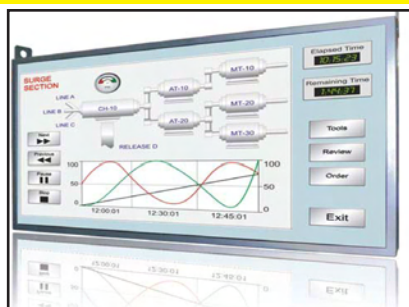 SURGE
SECTION
LINE A
LINE B
LINE C
CH-10
AT-10
AT-20
MT-10
MT-20
MT-30
RELEASE D
Elapsed Time
10:15:23
Remaining Time
1:44:37
Next
Previous
Pause
Stop
100
50
0
100
50
0
12:00:01
12:30:01
12:45:01
Tools
Review
Order
Exit